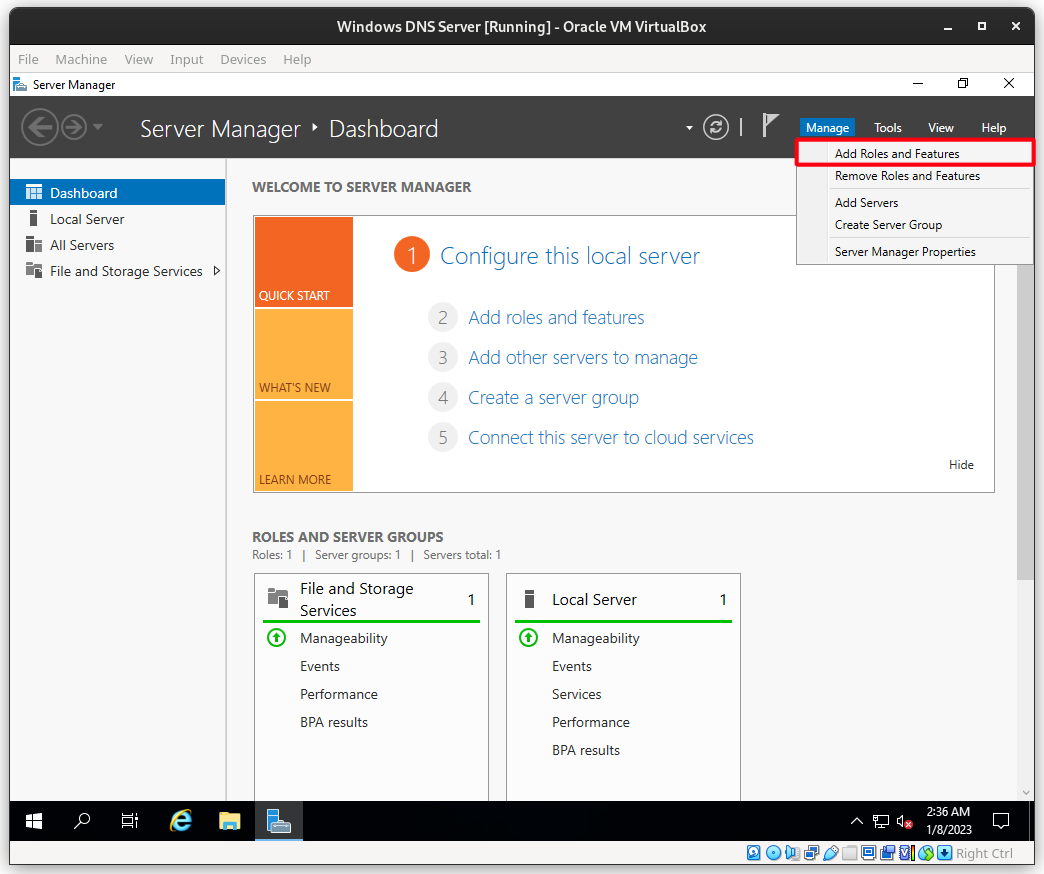 Windows DNS Server [Running] - Oracle VM VirtualBox
File Machine View Input Devices Help
Server Manager
Server Manager Dashboard
Manage Tools View Help
Add Roles and Features
Remove Roles and Features
Add Servers
Create Server Group
Server Manager Properties
Dashboard
Local Server
All Servers
File and Storage Services
WELCOME TO SERVER MANAGER
QUICK START
WHAT'S NEW
LEARN MORE
1 Configure this local server
2 Add roles and features
3 Add other servers to manage
4 Create a server group
5 Connect this server to cloud services
Hide
ROLES AND SERVER GROUPS
Roles: 1 | Server groups: 1 | Servers total: 1
File and Storage
Services
1
Manageability
Events
Performance
BPA results
Local Server 1
Manageability
Events
Services
Performance
BPA results
2:36 AM
1/8/2023
Right Ctrl